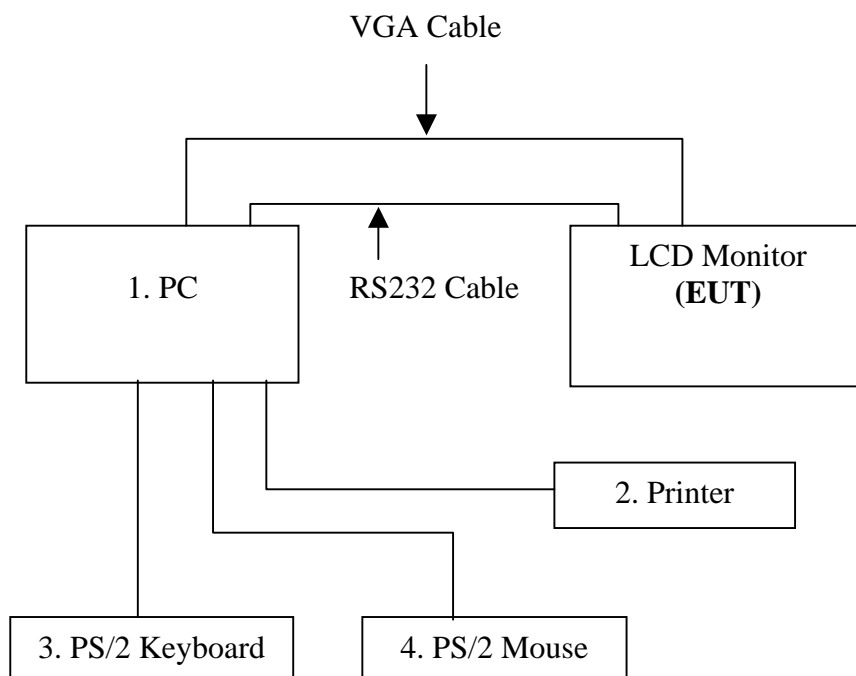 VGA Cable
1. PC
RS232 Cable
LCD Monitor
(EUT)
2. Printer
3. PS/2 Keyboard
4. PS/2 Mouse